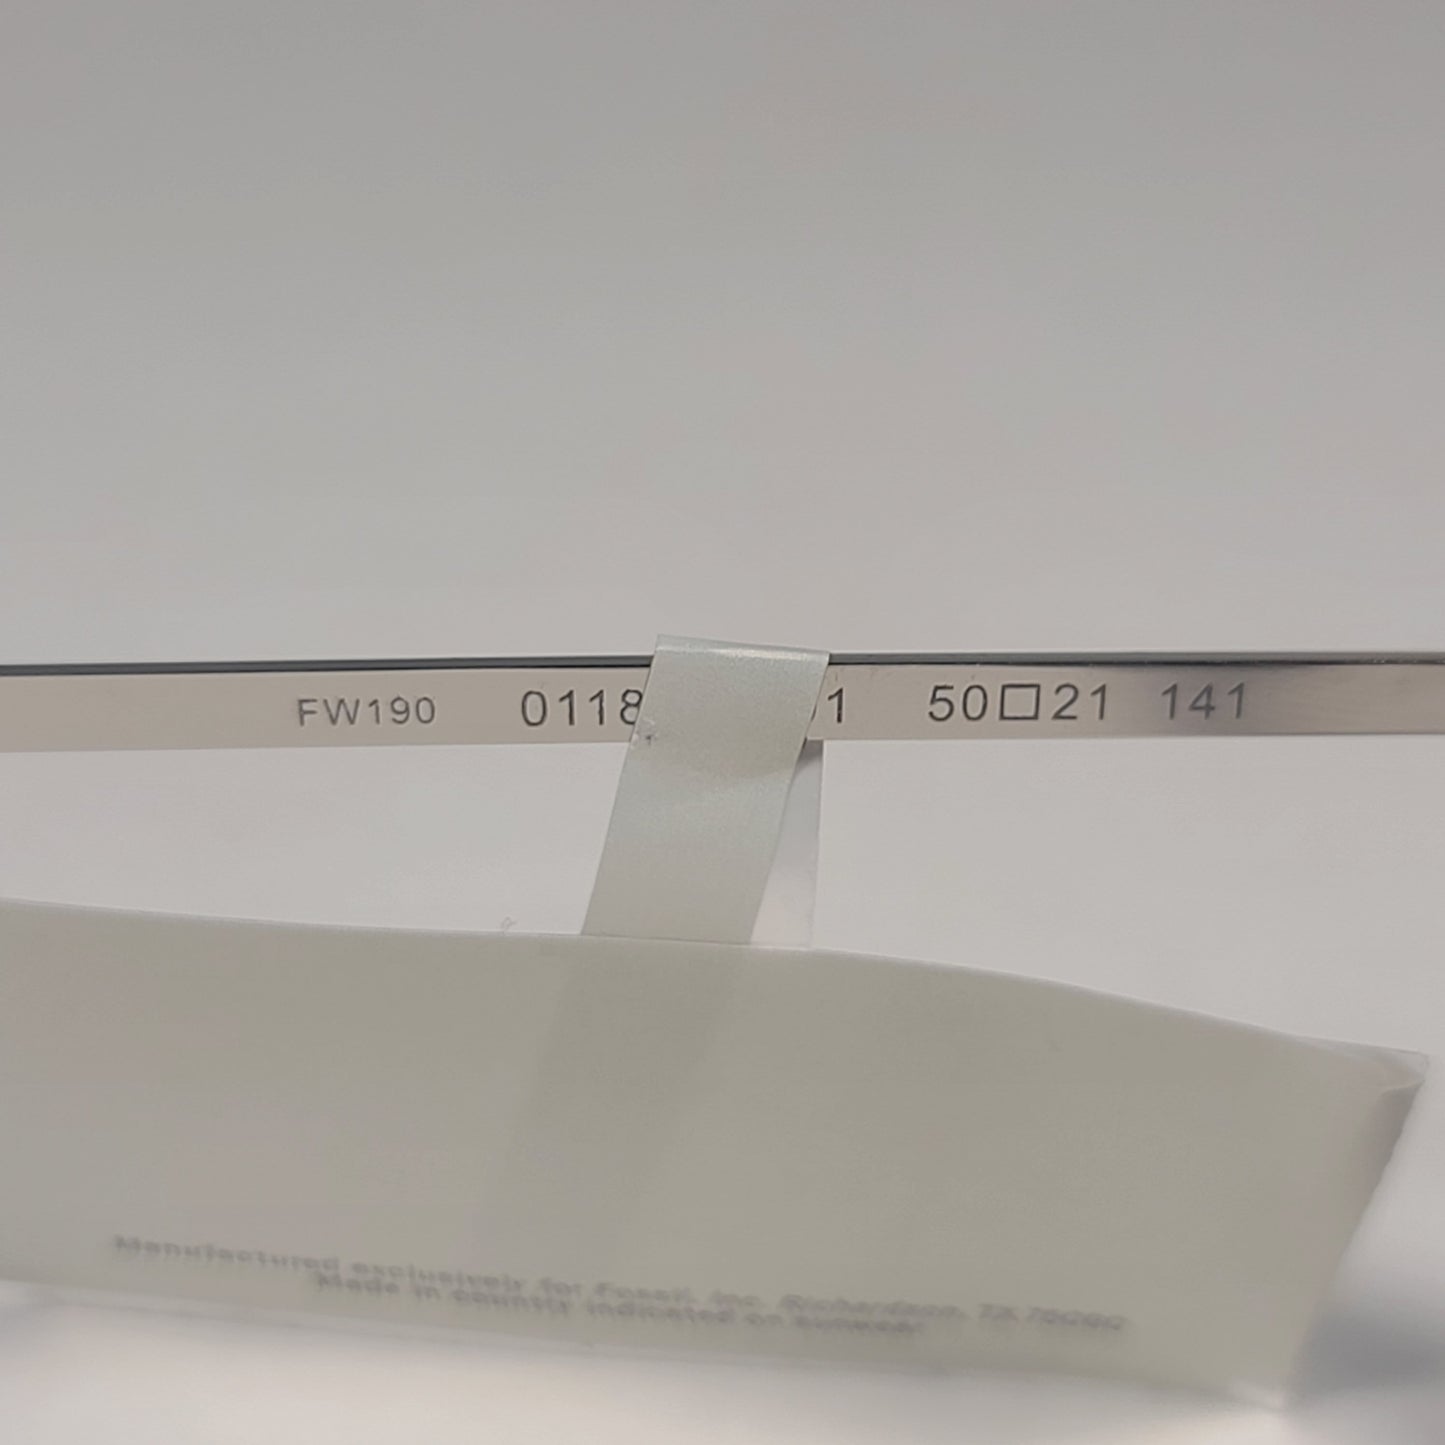 FW190 0118 1 50□21 141
Manufactured exclusively for Fossil, Inc. Richardson, TX 75080
Made in country indicated on eyewear